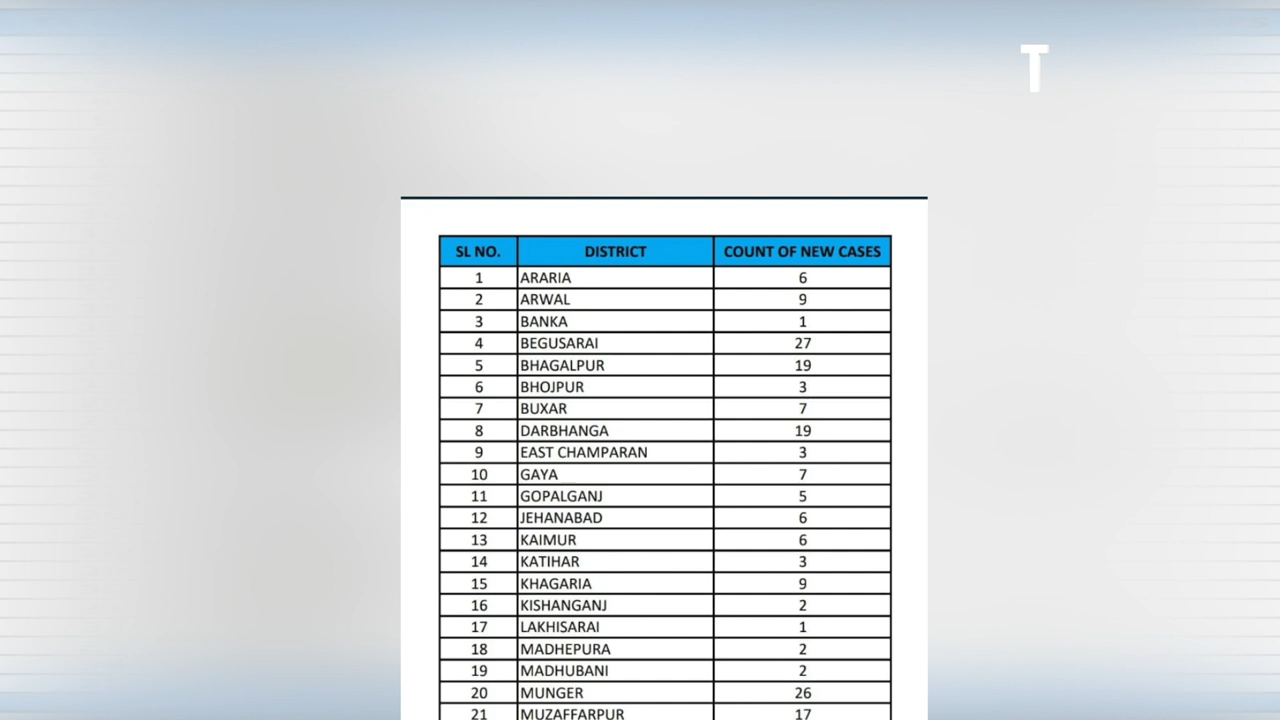 T
SL NO. DISTRICT COUNT OF NEW CASES
1 ARARIA 6
2 ARWAL 9
3 BANKA 1
4 BEGUSARAI 27
5 BHAGALPUR 19
6 BHOJPUR 3
7 BUXAR 7
8 DARBHANGA 19
9 EAST CHAMPARAN 3
10 GAYA 7
11 GOPALGANJ 5
12 JEHANABAD 6
13 KAIMUR 6
14 KATIHAR 3
15 KHAGARIA 9
16 KISHANGANJ 2
17 LAKHISARAI 1
18 MADHEPURA 2
19 MADHUBANI 2
20 MUNGER 26
21 MUZAFFARPUR 17